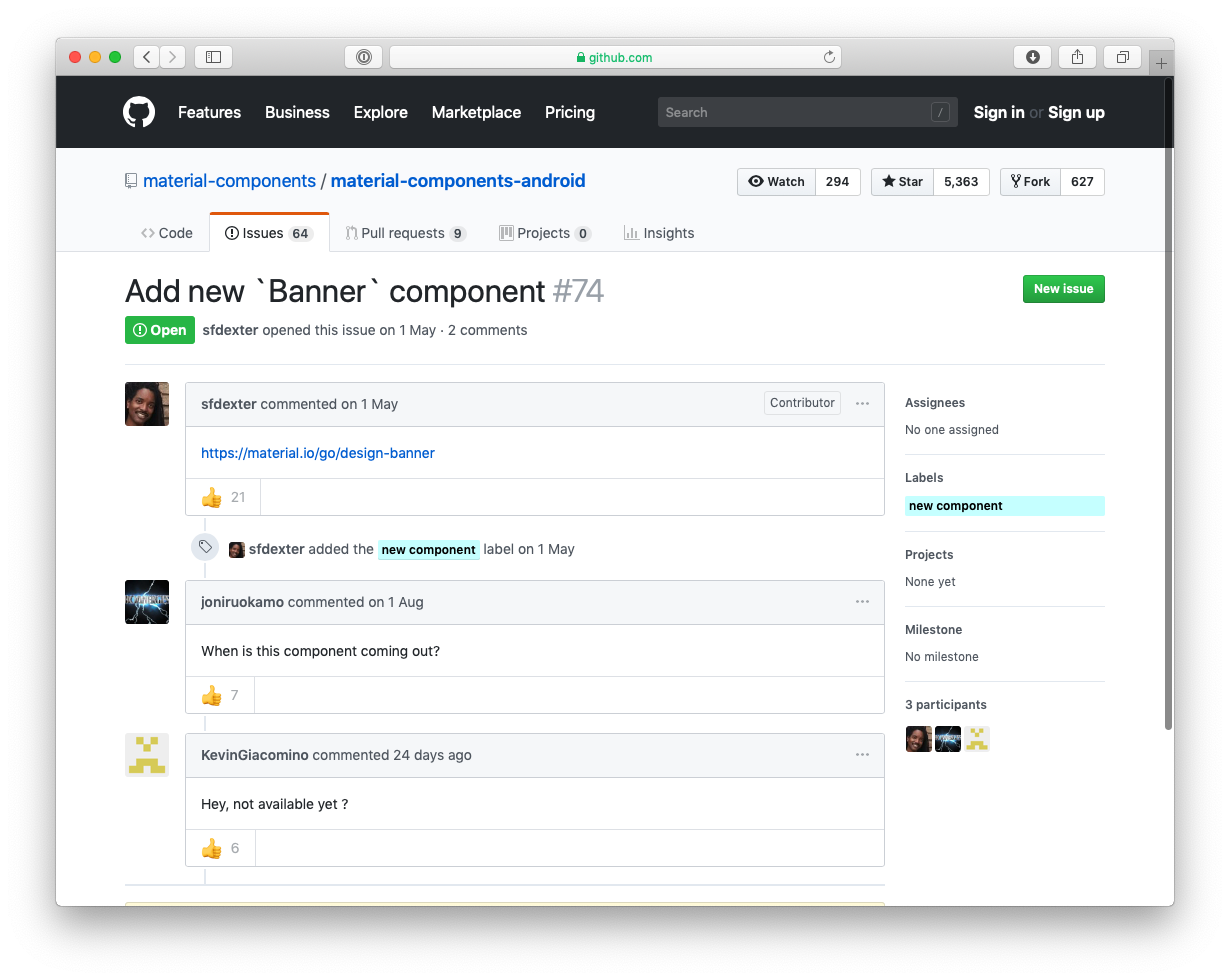 github.com
Features Business Explore Marketplace Pricing Search / Sign in or Sign up
material-components / material-components-android Watch 294 Star 5,363 Fork 627
Code Issues 64 Pull requests 9 Projects 0 Insights
Add new `Banner` component #74 New issue
Open sfdexter opened this issue on 1 May · 2 comments
sfdexter commented on 1 May Contributor ...
https://material.io/go/design-banner
👍 21
sfdexter added the new component label on 1 May
joniruokamo commented on 1 Aug ...
When is this component coming out?
👍 7
KevinGiacomino commented 24 days ago ...
Hey, not available yet ?
👍 6
Assignees
No one assigned
Labels
new component
Projects
None yet
Milestone
No milestone
3 participants